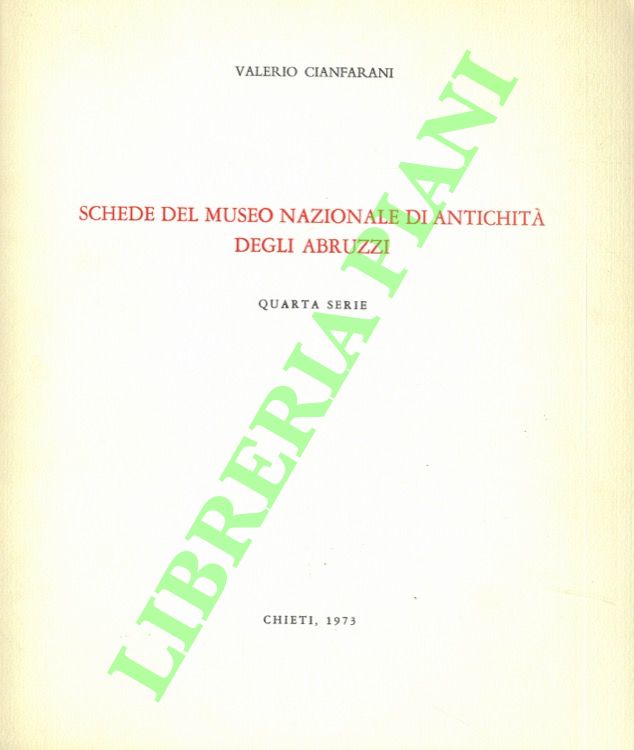 VALERIO CIANFARANI
SCHEDE DEL MUSEO NAZIONALE DI ANTICHITÀ
DEGLI ABRUZZI
QUARTA SERIE
LIBRERIA PIANI
CHIETI, 1973